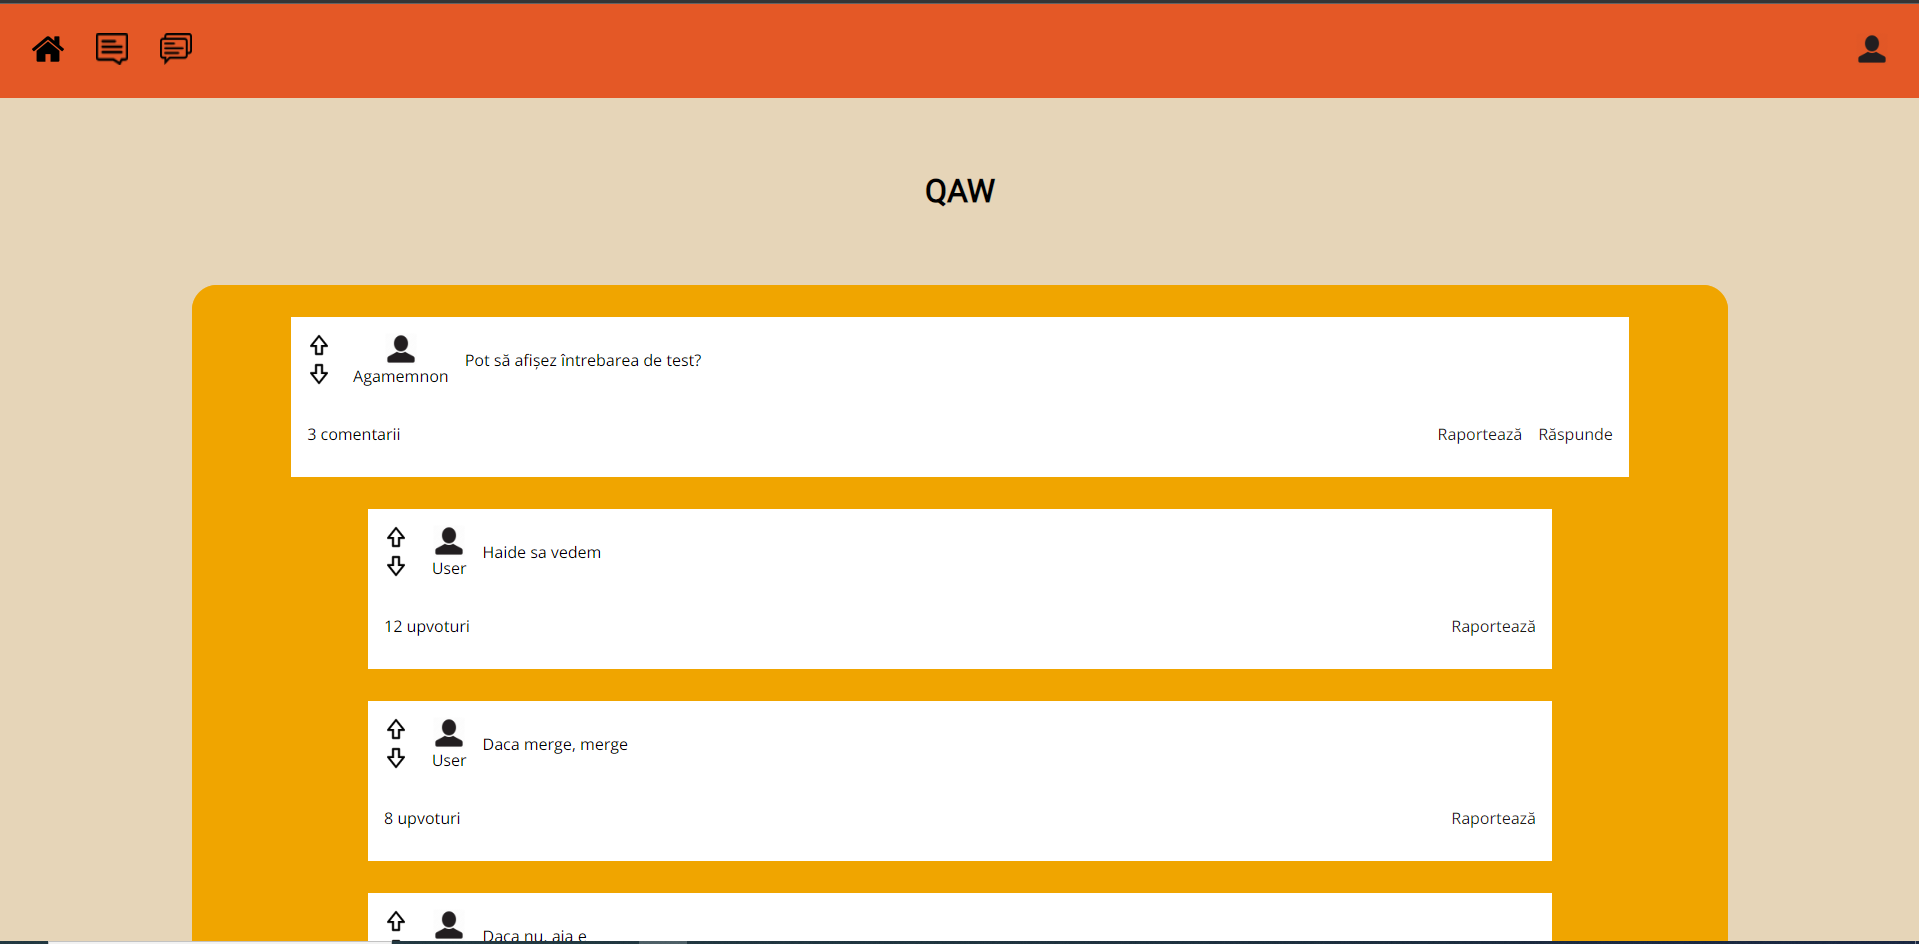 QAW
Pot să afișez întrebarea de test?
Agamemnon
3 comentarii
Raportează Răspunde
Haide sa vedem
User
12 upvoturi
Raportează
Daca merge, merge
User
8 upvoturi
Raportează
Daca nu, aia e